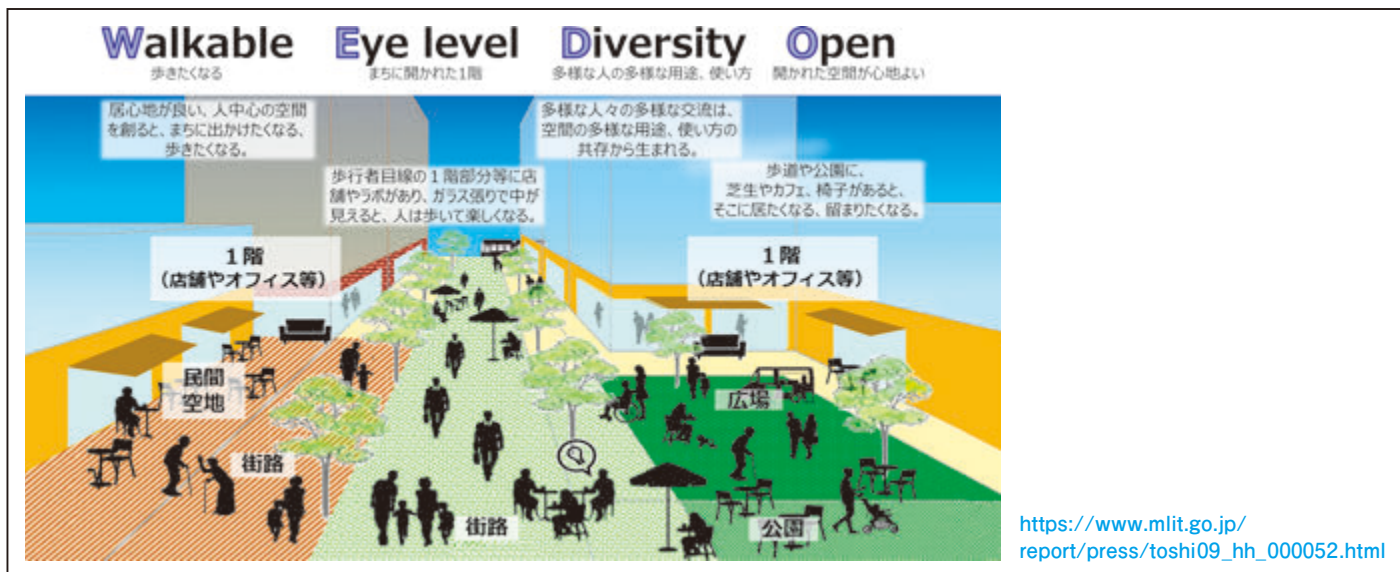 Walkable
歩きたくなる
Eye level
まちに開かれた1階
Diversity
多様な人の多様な用途、使い方
Open
開かれた空間が心地よい
居心地が良い、人中心の空間
を創ると、まちに出かけたくなる、
歩きたくなる。
歩行者目線の1階部分等に店
舗やラボがあり、ガラス張りで中が
見えると、人は歩いて楽しくなる。
多様な人々の多様な交流は、
空間の多様な用途、使い方の
共存から生まれる。
歩道や公園に、
芝生やカフェ、椅子があると、
そこに居たくなる、留まりたくなる。
1階
(店舗やオフィス等)
1階
(店舗やオフィス等)
民間
空地
街路
街路
広場
公園
https://www.mlit.go.jp/
report/press/toshi09_hh_000052.html